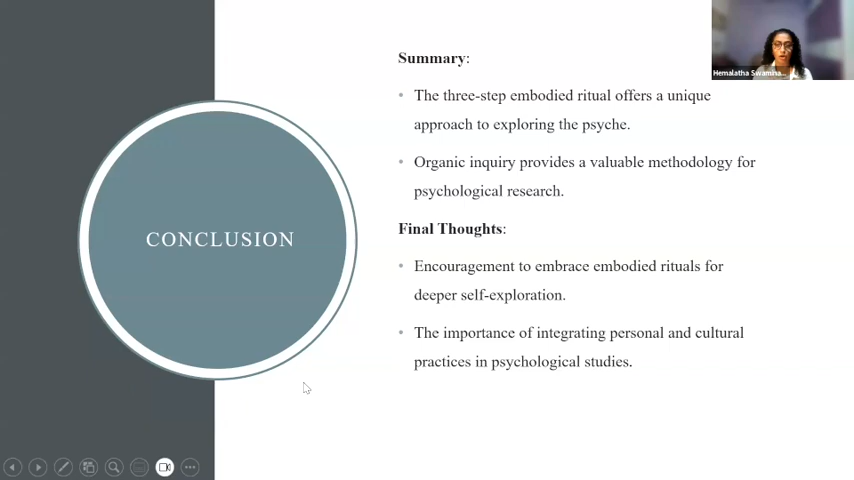 Hemalatha Swamina...
Summary:
• The three-step embodied ritual offers a unique
approach to exploring the psyche.
• Organic inquiry provides a valuable methodology for
psychological research.
Final Thoughts:
• Encouragement to embrace embodied rituals for
deeper self-exploration.
• The importance of integrating personal and cultural
practices in psychological studies.
CONCLUSION